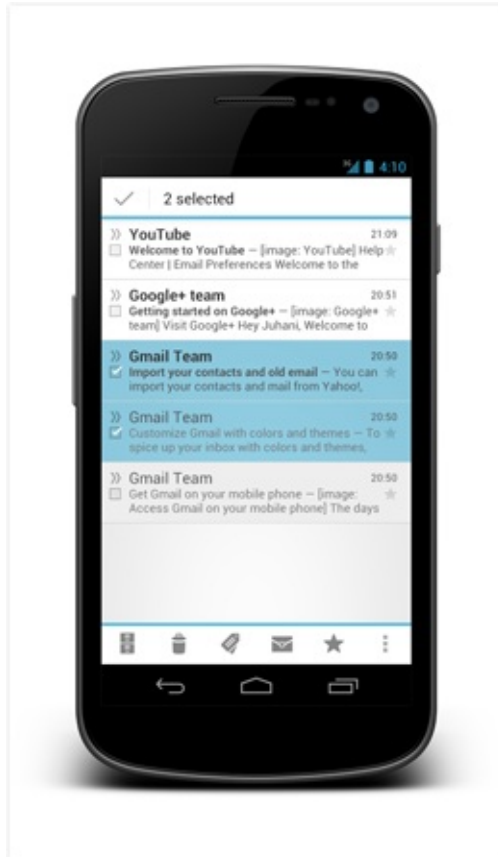 3G 4:10
2 selected
YouTube 21:09
Welcome to YouTube – [image: YouTube] Help
Center | Email Preferences Welcome to the
Google+ team 20:51
Getting started on Google+ – [image: Google+
team] Visit Google+ Hey Juhani, Welcome to
Gmail Team 20:50
Import your contacts and old email – You can
import your contacts and mail from Yahoo!,
Gmail Team 20:50
Customize Gmail with colors and themes – To
spice up your inbox with colors and themes,
Gmail Team 20:50
Get Gmail on your mobile phone – [image:
Access Gmail on your mobile phone] The days